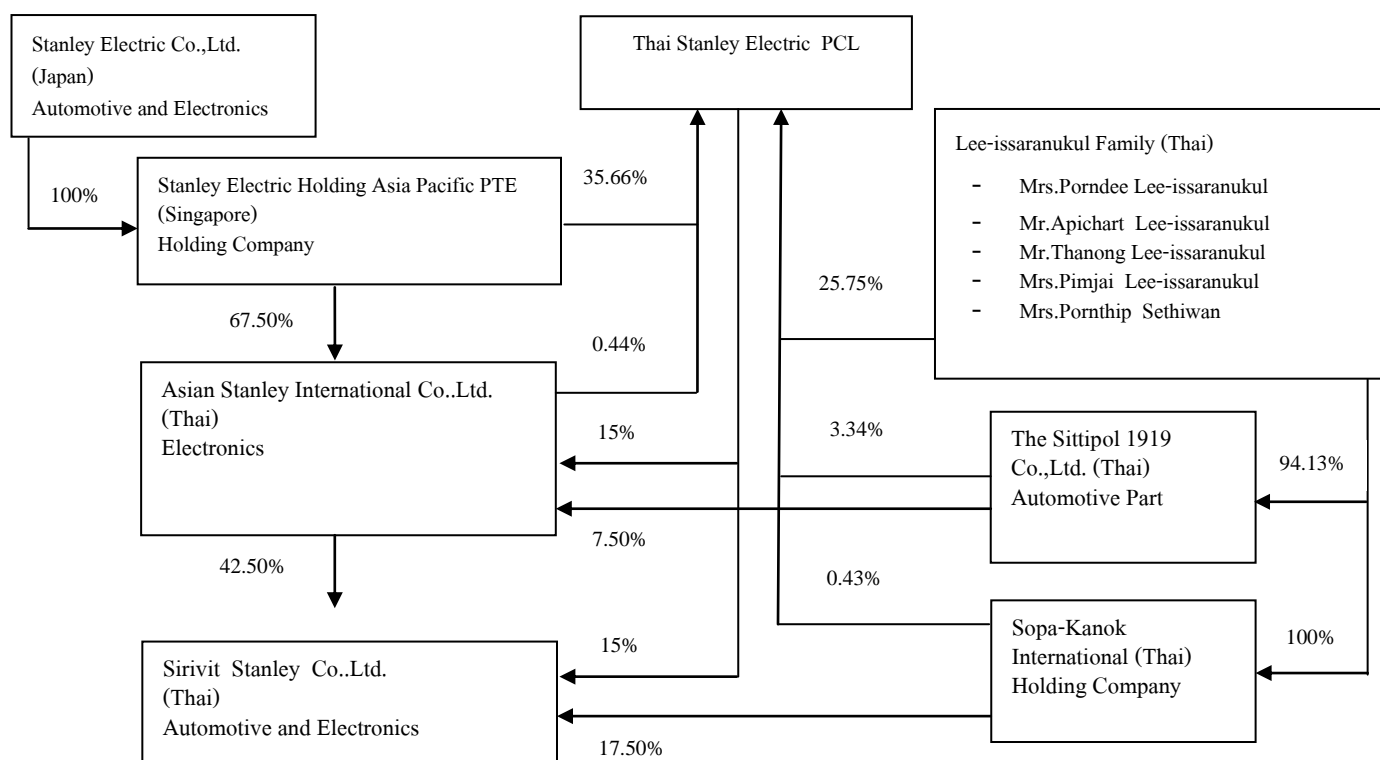 Stanley Electric Co.,Ltd.
(Japan)
Automotive and Electronics
Thai Stanley Electric PCL
100%
Stanley Electric Holding Asia Pacific PTE
(Singapore)
Holding Company
35.66%
Lee-issaranukul Family (Thai)
- Mrs.Porndee Lee-issaranukul
- Mr.Apichart Lee-issaranukul
- Mr.Thanong Lee-issaranukul
- Mrs.Pimjai Lee-issaranukul
- Mrs.Pornthip Sethiwan
25.75%
67.50%
0.44%
Asian Stanley International Co..Ltd.
(Thai)
Electronics
15%
3.34%
The Sittipol 1919
Co.,Ltd. (Thai)
Automotive Part
94.13%
7.50%
42.50%
0.43%
Sopa-Kanok
International (Thai)
Holding Company
100%
15%
Sirivit Stanley Co..Ltd.
(Thai)
Automotive and Electronics
17.50%